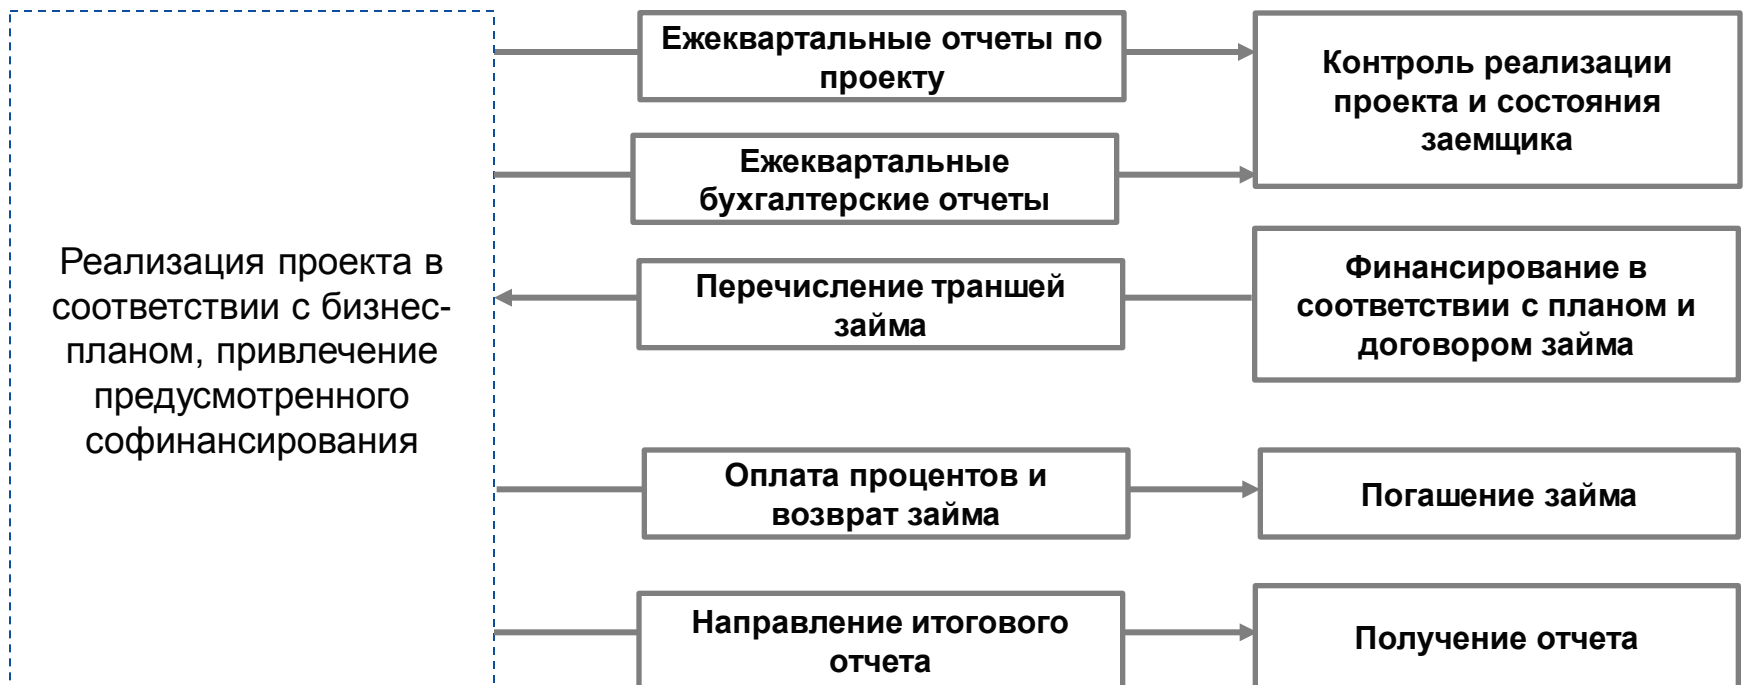 Реализация проекта в
соответствии с бизнес-
планом, привлечение
предусмотренного
софинансирования
Ежеквартальные отчеты по
проекту
Контроль реализации
проекта и состояния
заемщика
Ежеквартальные
бухгалтерские отчеты
Перечисление траншей
займа
Финансирование в
соответствии с планом и
договором займа
Оплата процентов и
возврат займа
Погашение займа
Направление итогового
отчета
Получение отчета